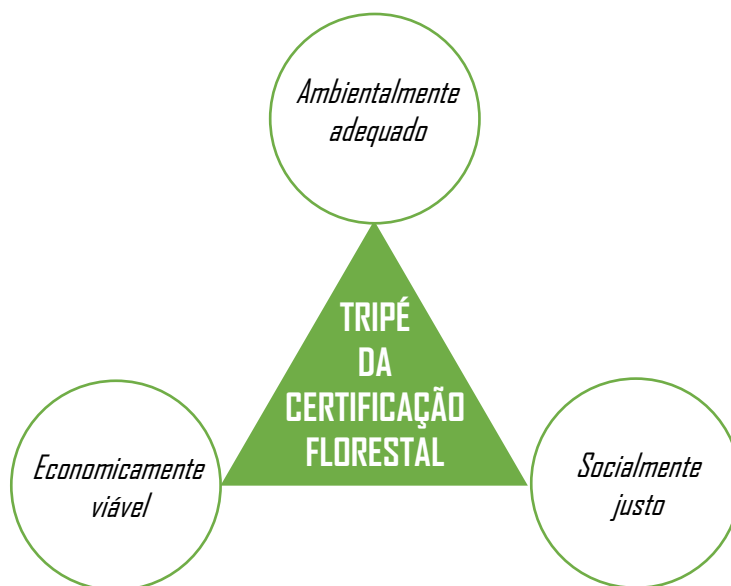 Ambientalmente
adequado
TRIPÉ
DA
CERTIFICAÇÃO
FLORESTAL
Economicamente
viável
Socialmente
justo